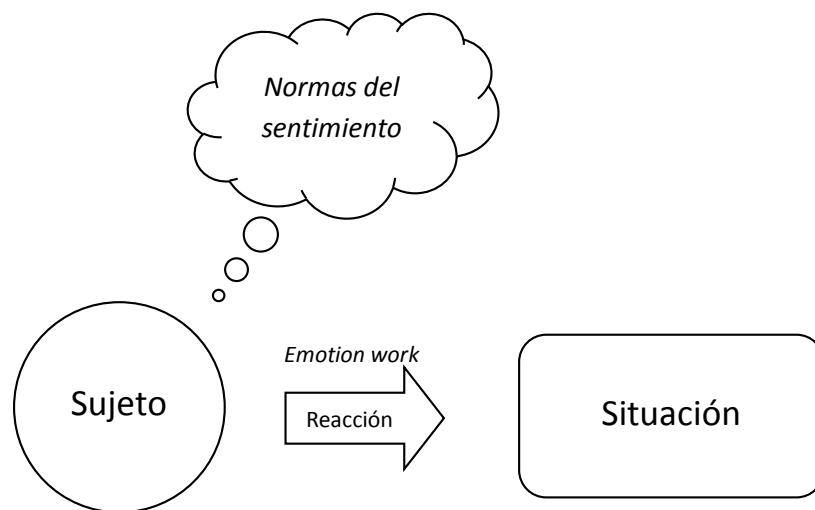 Normas del
sentimiento
Emotion work
Sujeto
Reacción
Situación